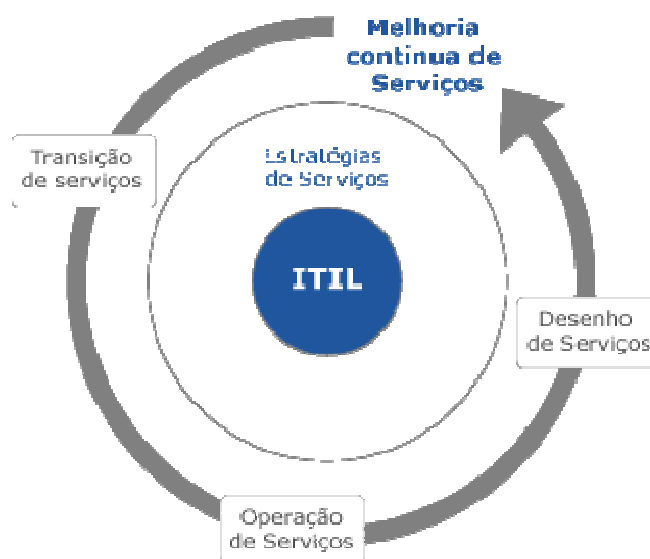 Melhoria
contínua de
Serviços
Transição
de serviços
Estratégias
de Serviços
ITIL
Desenho
de Serviços
Operação
de Serviços